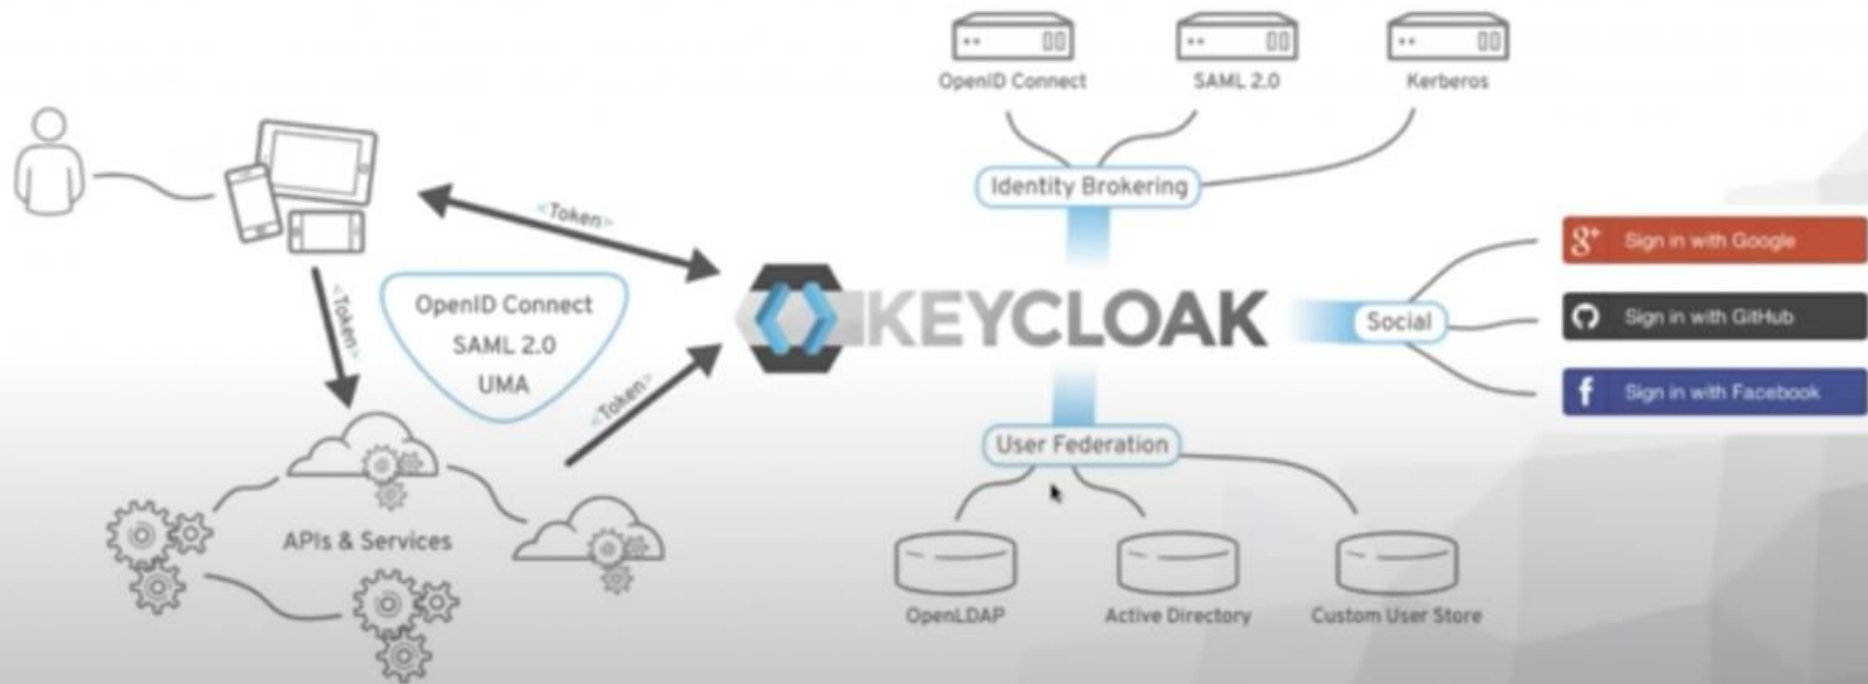 OpenID Connect
SAML 2.0
Kerberos
Identity Brokering
<Token>
<Token>
OpenID Connect
SAML 2.0
UMA
<Token>
KEYCLOAK
Social
g+ Sign in with Google
Sign in with GitHub
f Sign in with Facebook
User Federation
APIs & Services
OpenLDAP
Active Directory
Custom User Store